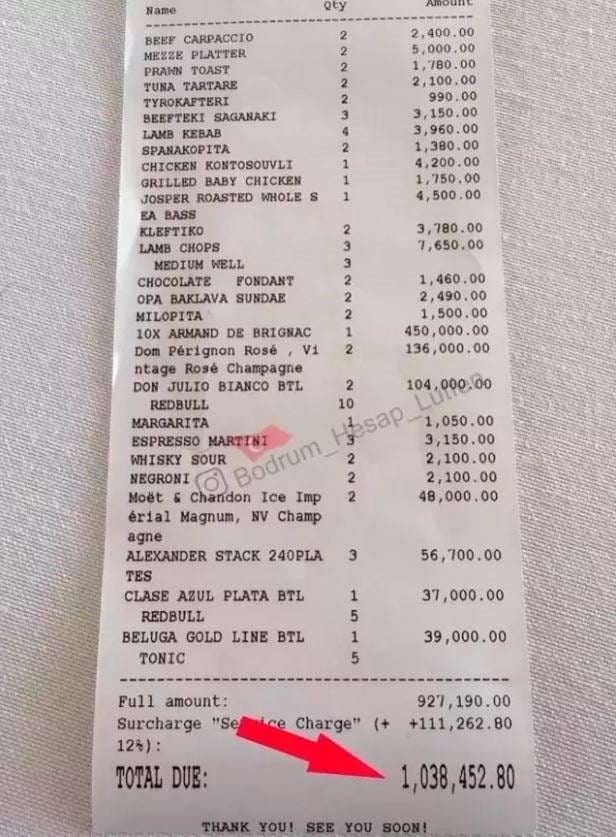 Name Qty Amount
BEEF CARPACCIO 2 2,400.00
MEZZE PLATTER 2 5,000.00
PRAWN TOAST 2 1,780.00
TUNA TARTARE 2 2,100.00
TYROKAFTERI 2 990.00
BEEFTEKI SAGANAKI 3 3,150.00
LAMB KEBAB 4 3,960.00
SPANAKOPITA 2 1,380.00
CHICKEN KONTOSOUVLI 1 4,200.00
GRILLED BABY CHICKEN 1 1,750.00
JOSPER ROASTED WHOLE S 1 4,500.00
EA BASS
KLEFTIKO 2 3,780.00
LAMB CHOPS 3 7,650.00
MEDIUM WELL 3
CHOCOLATE FONDANT 2 1,460.00
OPA BAKLAVA SUNDAE 2 2,490.00
MILOPITA 2 1,500.00
10X ARMAND DE BRIGNAC 1 450,000.00
Dom Pérignon Rosé , Vi 2 136,000.00
ntage Rosé Champagne
DON JULIO BIANCO BTL 2 104,000.00
REDBULL 10
MARGARITA 1 1,050.00
ESPRESSO MARTINI 3 3,150.00
WHISKY SOUR 2 2,100.00
NEGRONI 2 2,100.00
Bodrum_Hesap_Lutfen
Moët & Chandon Ice Imp 2 48,000.00
érial Magnum, NV Champ
agne
ALEXANDER STACK 240PLA 3 56,700.00
TES
CLASE AZUL PLATA BTL 1 37,000.00
REDBULL 5
BELUGA GOLD LINE BTL 1 39,000.00
TONIC 5
Full amount: 927,190.00
Surcharge "Service Charge" (+ +111,262.80
12%):
TOTAL DUE: 1,038,452.80
THANK YOU! SEE YOU SOON!